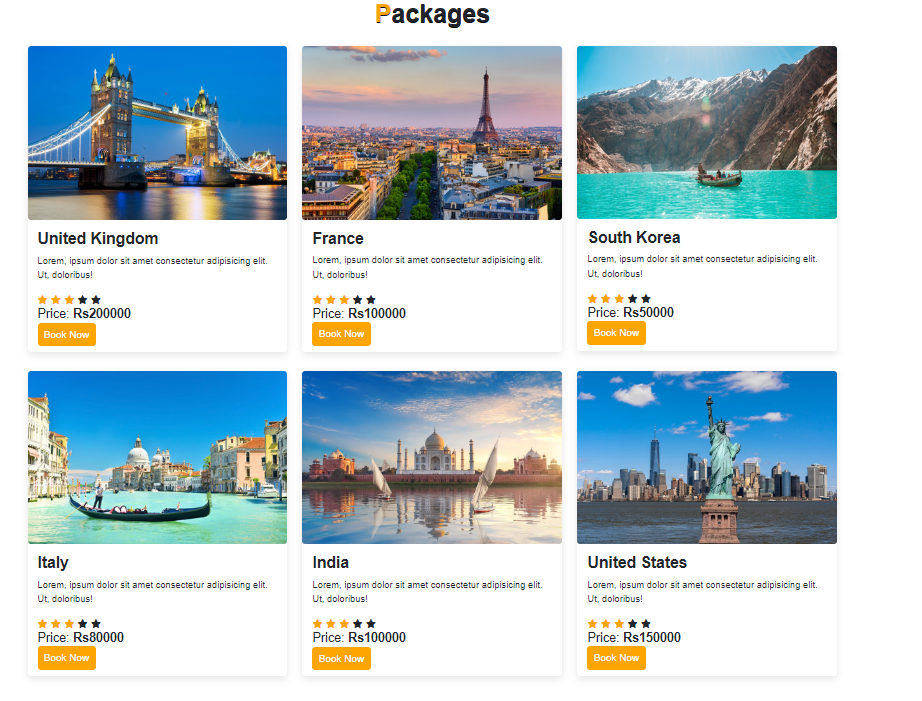 Packages
United Kingdom
Lorem, ipsum dolor sit amet consectetur adipisicing elit.
Ut, doloribus!
Price: Rs200000
Book Now
France
Lorem, ipsum dolor sit amet consectetur adipisicing elit.
Ut, doloribus!
Price: Rs100000
Book Now
South Korea
Lorem, ipsum dolor sit amet consectetur adipisicing elit.
Ut, doloribus!
Price: Rs50000
Book Now
Italy
Lorem, ipsum dolor sit amet consectetur adipisicing elit.
Ut, doloribus!
Price: Rs80000
Book Now
India
Lorem, ipsum dolor sit amet consectetur adipisicing elit.
Ut, doloribus!
Price: Rs100000
Book Now
United States
Lorem, ipsum dolor sit amet consectetur adipisicing elit.
Ut, doloribus!
Price: Rs150000
Book Now